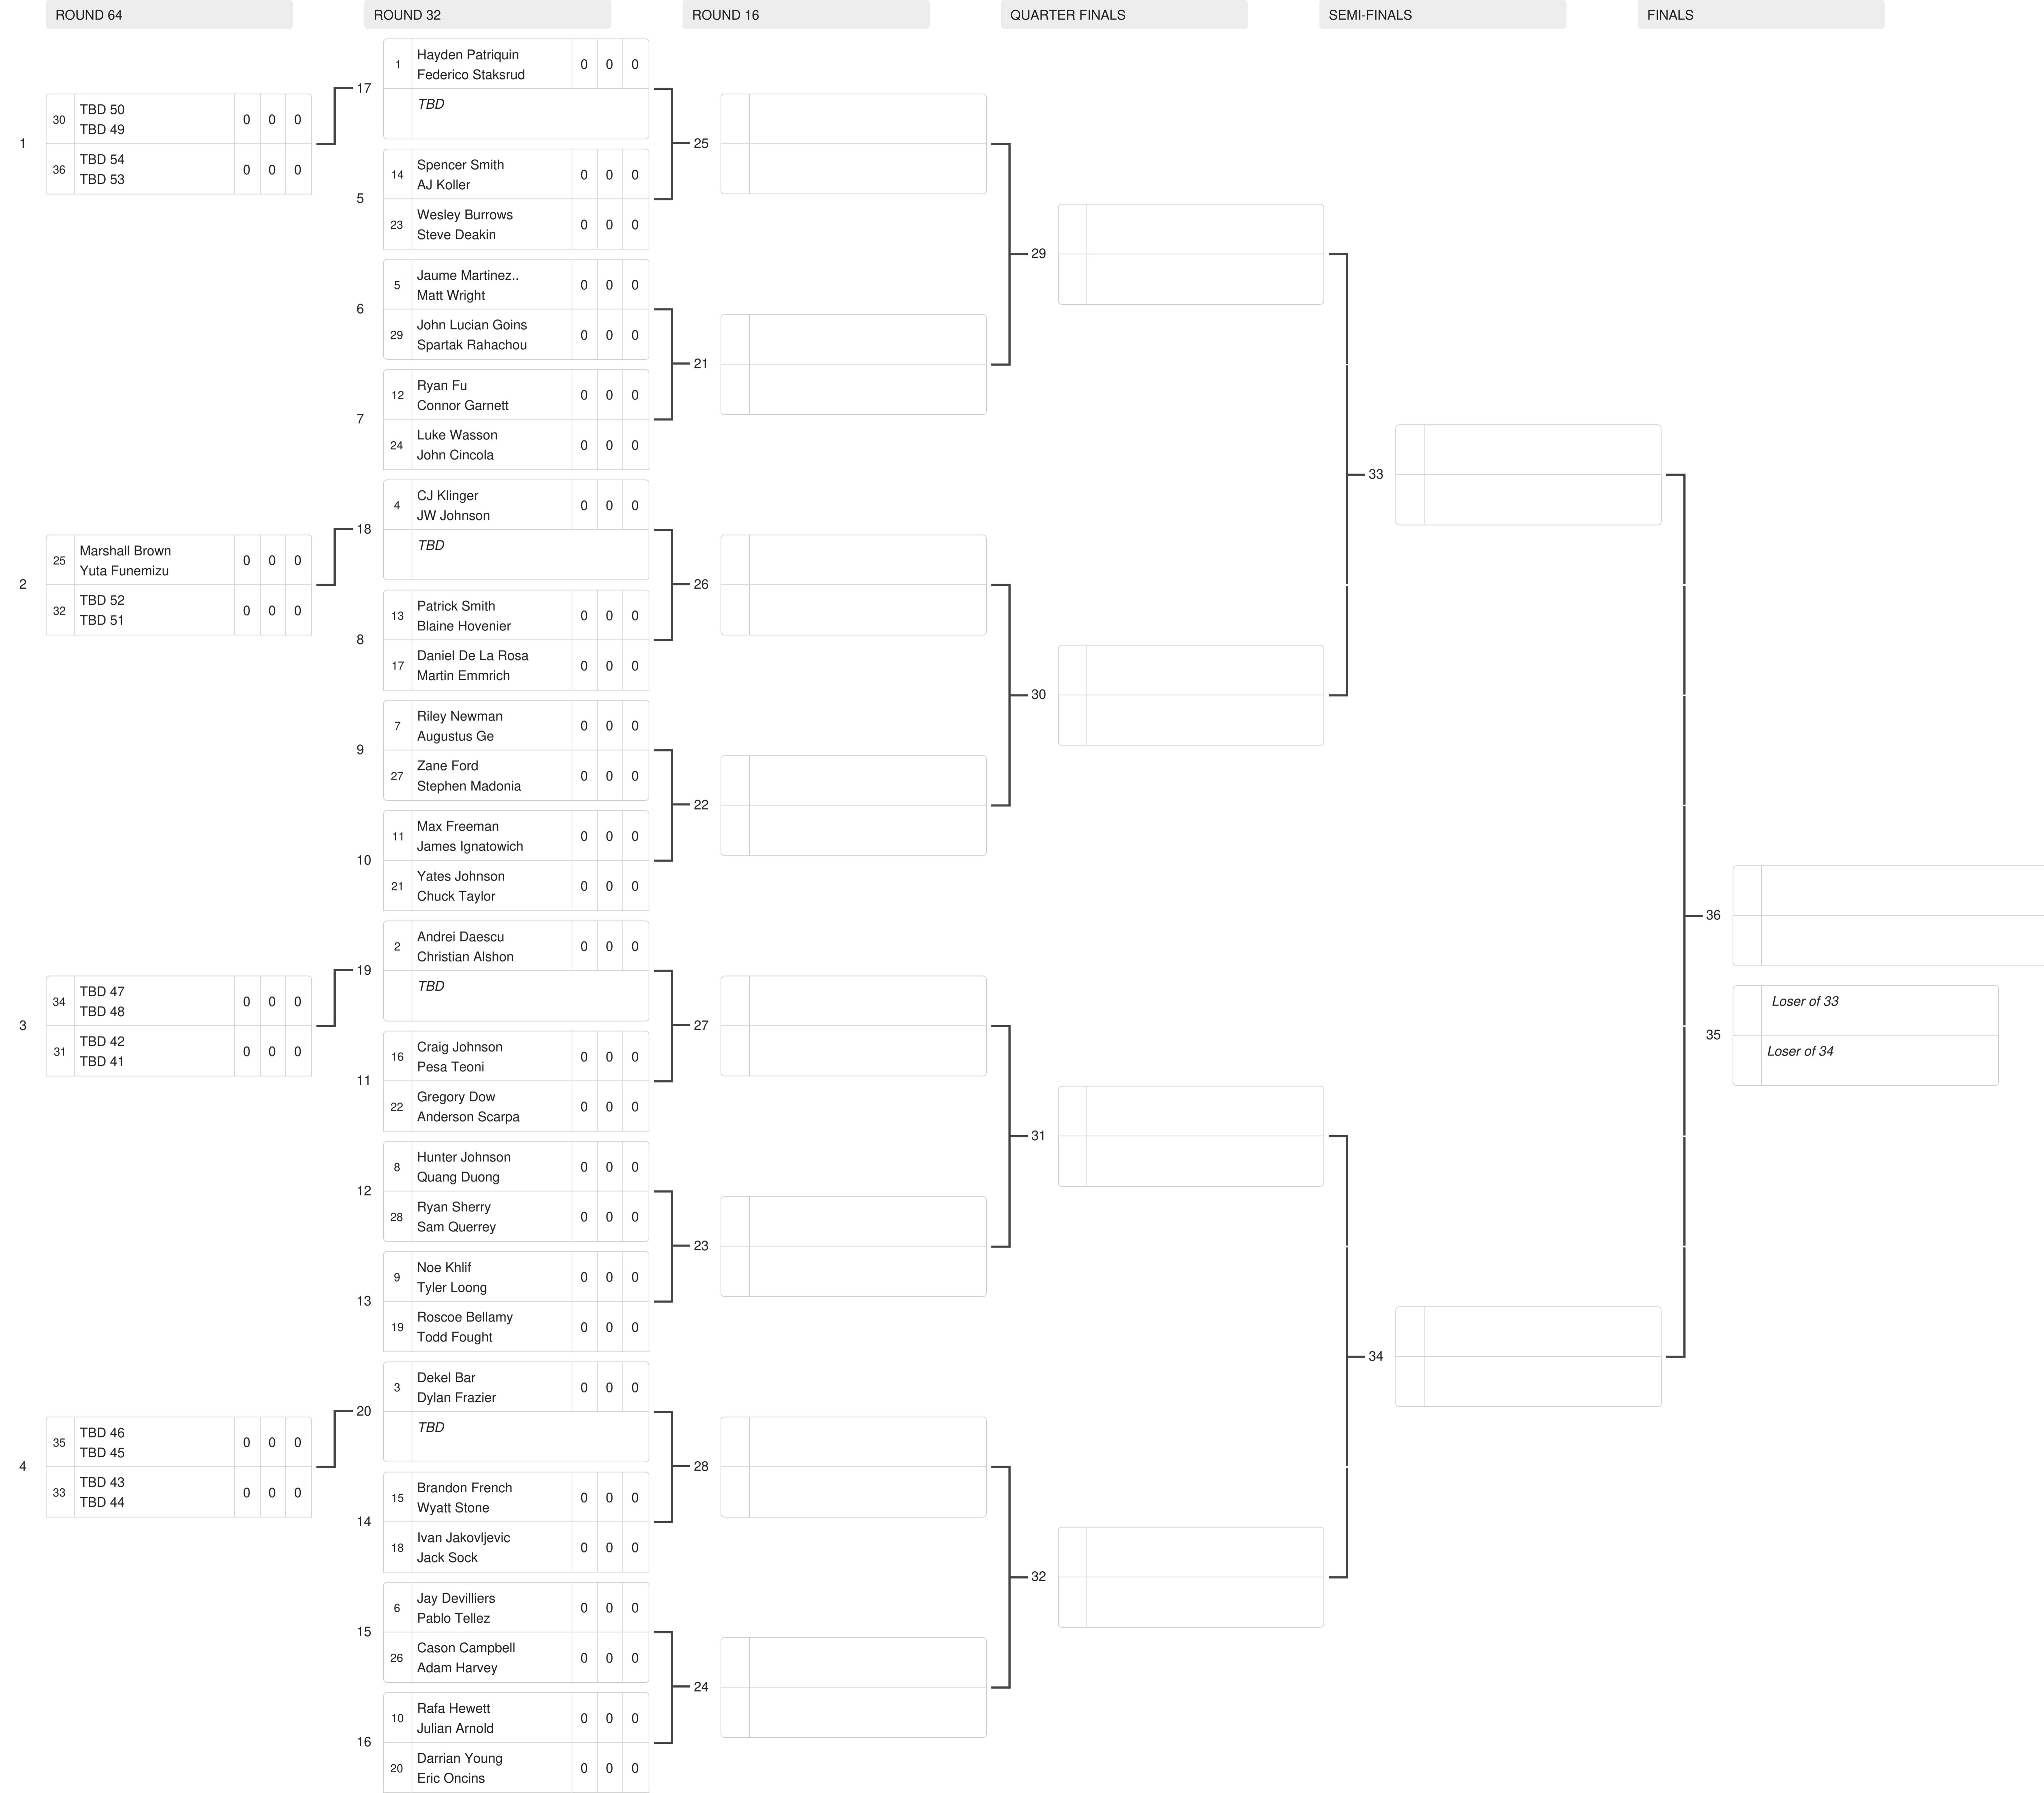 ROUND 64
ROUND 32
ROUND 16
QUARTER FINALS
SEMI-FINALS
FINALS
1
30 TBD 50 0 0 0
TBD 49
36 TBD 54 0 0 0
TBD 53
2
25 Marshall Brown 0 0 0
Yuta Funemizu
32 TBD 52 0 0 0
TBD 51
3
34 TBD 47 0 0 0
TBD 48
31 TBD 42 0 0 0
TBD 41
4
35 TBD 46 0 0 0
TBD 45
33 TBD 43 0 0 0
TBD 44
17
1 Hayden Patriquin 0 0 0
Federico Staksrud
TBD
5
14 Spencer Smith 0 0 0
AJ Koller
23 Wesley Burrows 0 0 0
Steve Deakin
6
5 Jaume Martinez.. 0 0 0
Matt Wright
29 John Lucian Goins 0 0 0
Spartak Rahachou
7
12 Ryan Fu 0 0 0
Connor Garnett
24 Luke Wasson 0 0 0
John Cincola
18
4 CJ Klinger 0 0 0
JW Johnson
TBD
8
13 Patrick Smith 0 0 0
Blaine Hovenier
17 Daniel De La Rosa 0 0 0
Martin Emmrich
9
7 Riley Newman 0 0 0
Augustus Ge
27 Zane Ford 0 0 0
Stephen Madonia
10
11 Max Freeman 0 0 0
James Ignatowich
21 Yates Johnson 0 0 0
Chuck Taylor
19
2 Andrei Daescu 0 0 0
Christian Alshon
TBD
11
16 Craig Johnson 0 0 0
Pesa Teoni
22 Gregory Dow 0 0 0
Anderson Scarpa
12
8 Hunter Johnson 0 0 0
Quang Duong
28 Ryan Sherry 0 0 0
Sam Querrey
13
9 Noe Khlif 0 0 0
Tyler Loong
19 Roscoe Bellamy 0 0 0
Todd Fought
20
3 Dekel Bar 0 0 0
Dylan Frazier
TBD
14
15 Brandon French 0 0 0
Wyatt Stone
18 Ivan Jakovljevic 0 0 0
Jack Sock
15
6 Jay Devilliers 0 0 0
Pablo Tellez
26 Cason Campbell 0 0 0
Adam Harvey
16
10 Rafa Hewett 0 0 0
Julian Arnold
20 Darrian Young 0 0 0
Eric Oncins
25
21
26
22
27
23
28
24
29
30
31
32
33
34
36
35
Loser of 33
Loser of 34